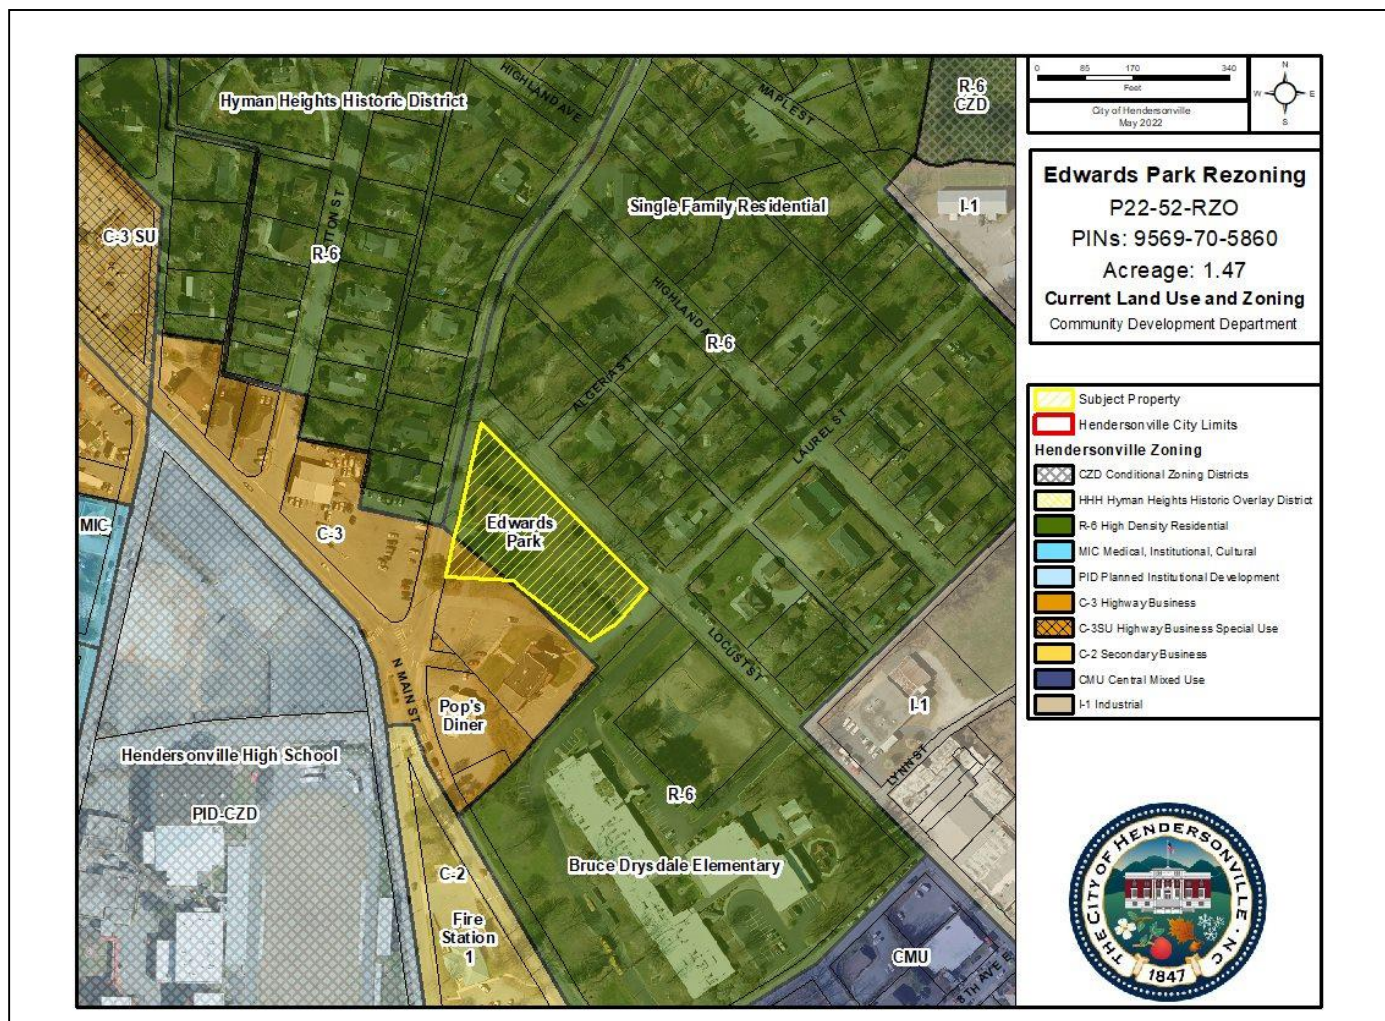 Hyman Heights Historic District
HIGHLAND AVE
MAPLE ST
R-6
CZD
C-3 SU
R-6
Single Family Residential
I-1
HIGHLAND A
R-6
ALGERIA ST
LAUREL ST
MIC
C-3
Edwards
Park
LOCUST ST
N MAIN ST
Pop's
Diner
I-1
LYNN ST
Hendersonville High School
PID-CZD
R-6
Bruce Drysdale Elementary
C-2
Fire
Station
1
CMU
8 TH AVE E
0 85 170 340
Feet
N
W E
S
City of Hendersonville
May 2022
Edwards Park Rezoning
P22-52-RZO
PINs: 9569-70-5860
Acreage: 1.47
Current Land Use and Zoning
Community Development Department
Subject Property
Hendersonville City Limits
Hendersonville Zoning
CZD Conditional Zoning Districts
HHH Hyman Heights Historic Overlay District
R-6 High Density Residential
MIC Medical, Institutional, Cultural
PID Planned Institutional Development
C-3 Highway Business
C-3SU Highway Business Special Use
C-2 Secondary Business
CMU Central Mixed Use
I-1 Industrial
THE CITY OF HENDERSONVILLE · NC
1847